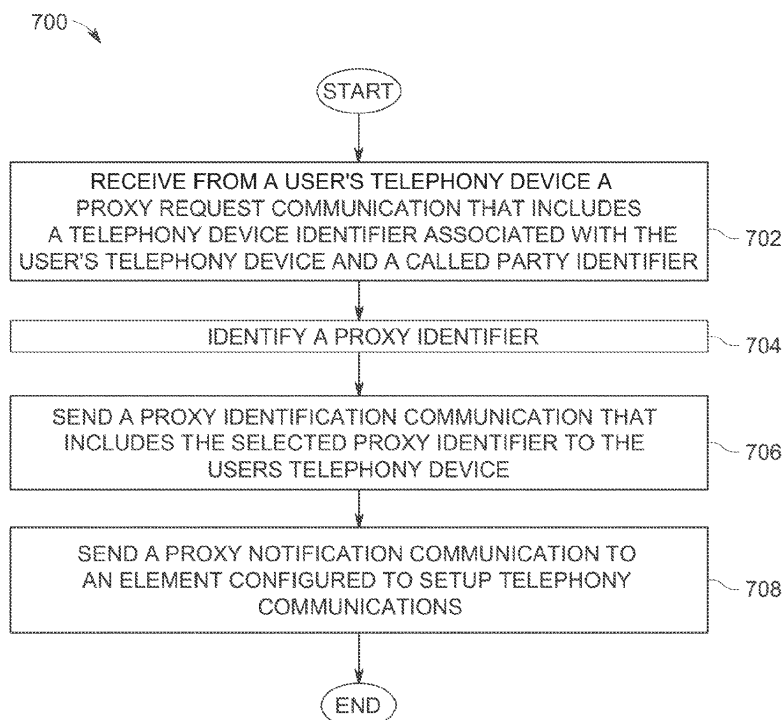 700
START
RECEIVE FROM A USER'S TELEPHONY DEVICE A
PROXY REQUEST COMMUNICATION THAT INCLUDES
A TELEPHONY DEVICE IDENTIFIER ASSOCIATED WITH THE
USER'S TELEPHONY DEVICE AND A CALLED PARTY IDENTIFIER
702
IDENTIFY A PROXY IDENTIFIER
704
SEND A PROXY IDENTIFICATION COMMUNICATION THAT
INCLUDES THE SELECTED PROXY IDENTIFIER TO THE
USERS TELEPHONY DEVICE
706
SEND A PROXY NOTIFICATION COMMUNICATION TO
AN ELEMENT CONFIGURED TO SETUP TELEPHONY
COMMUNICATIONS
708
END